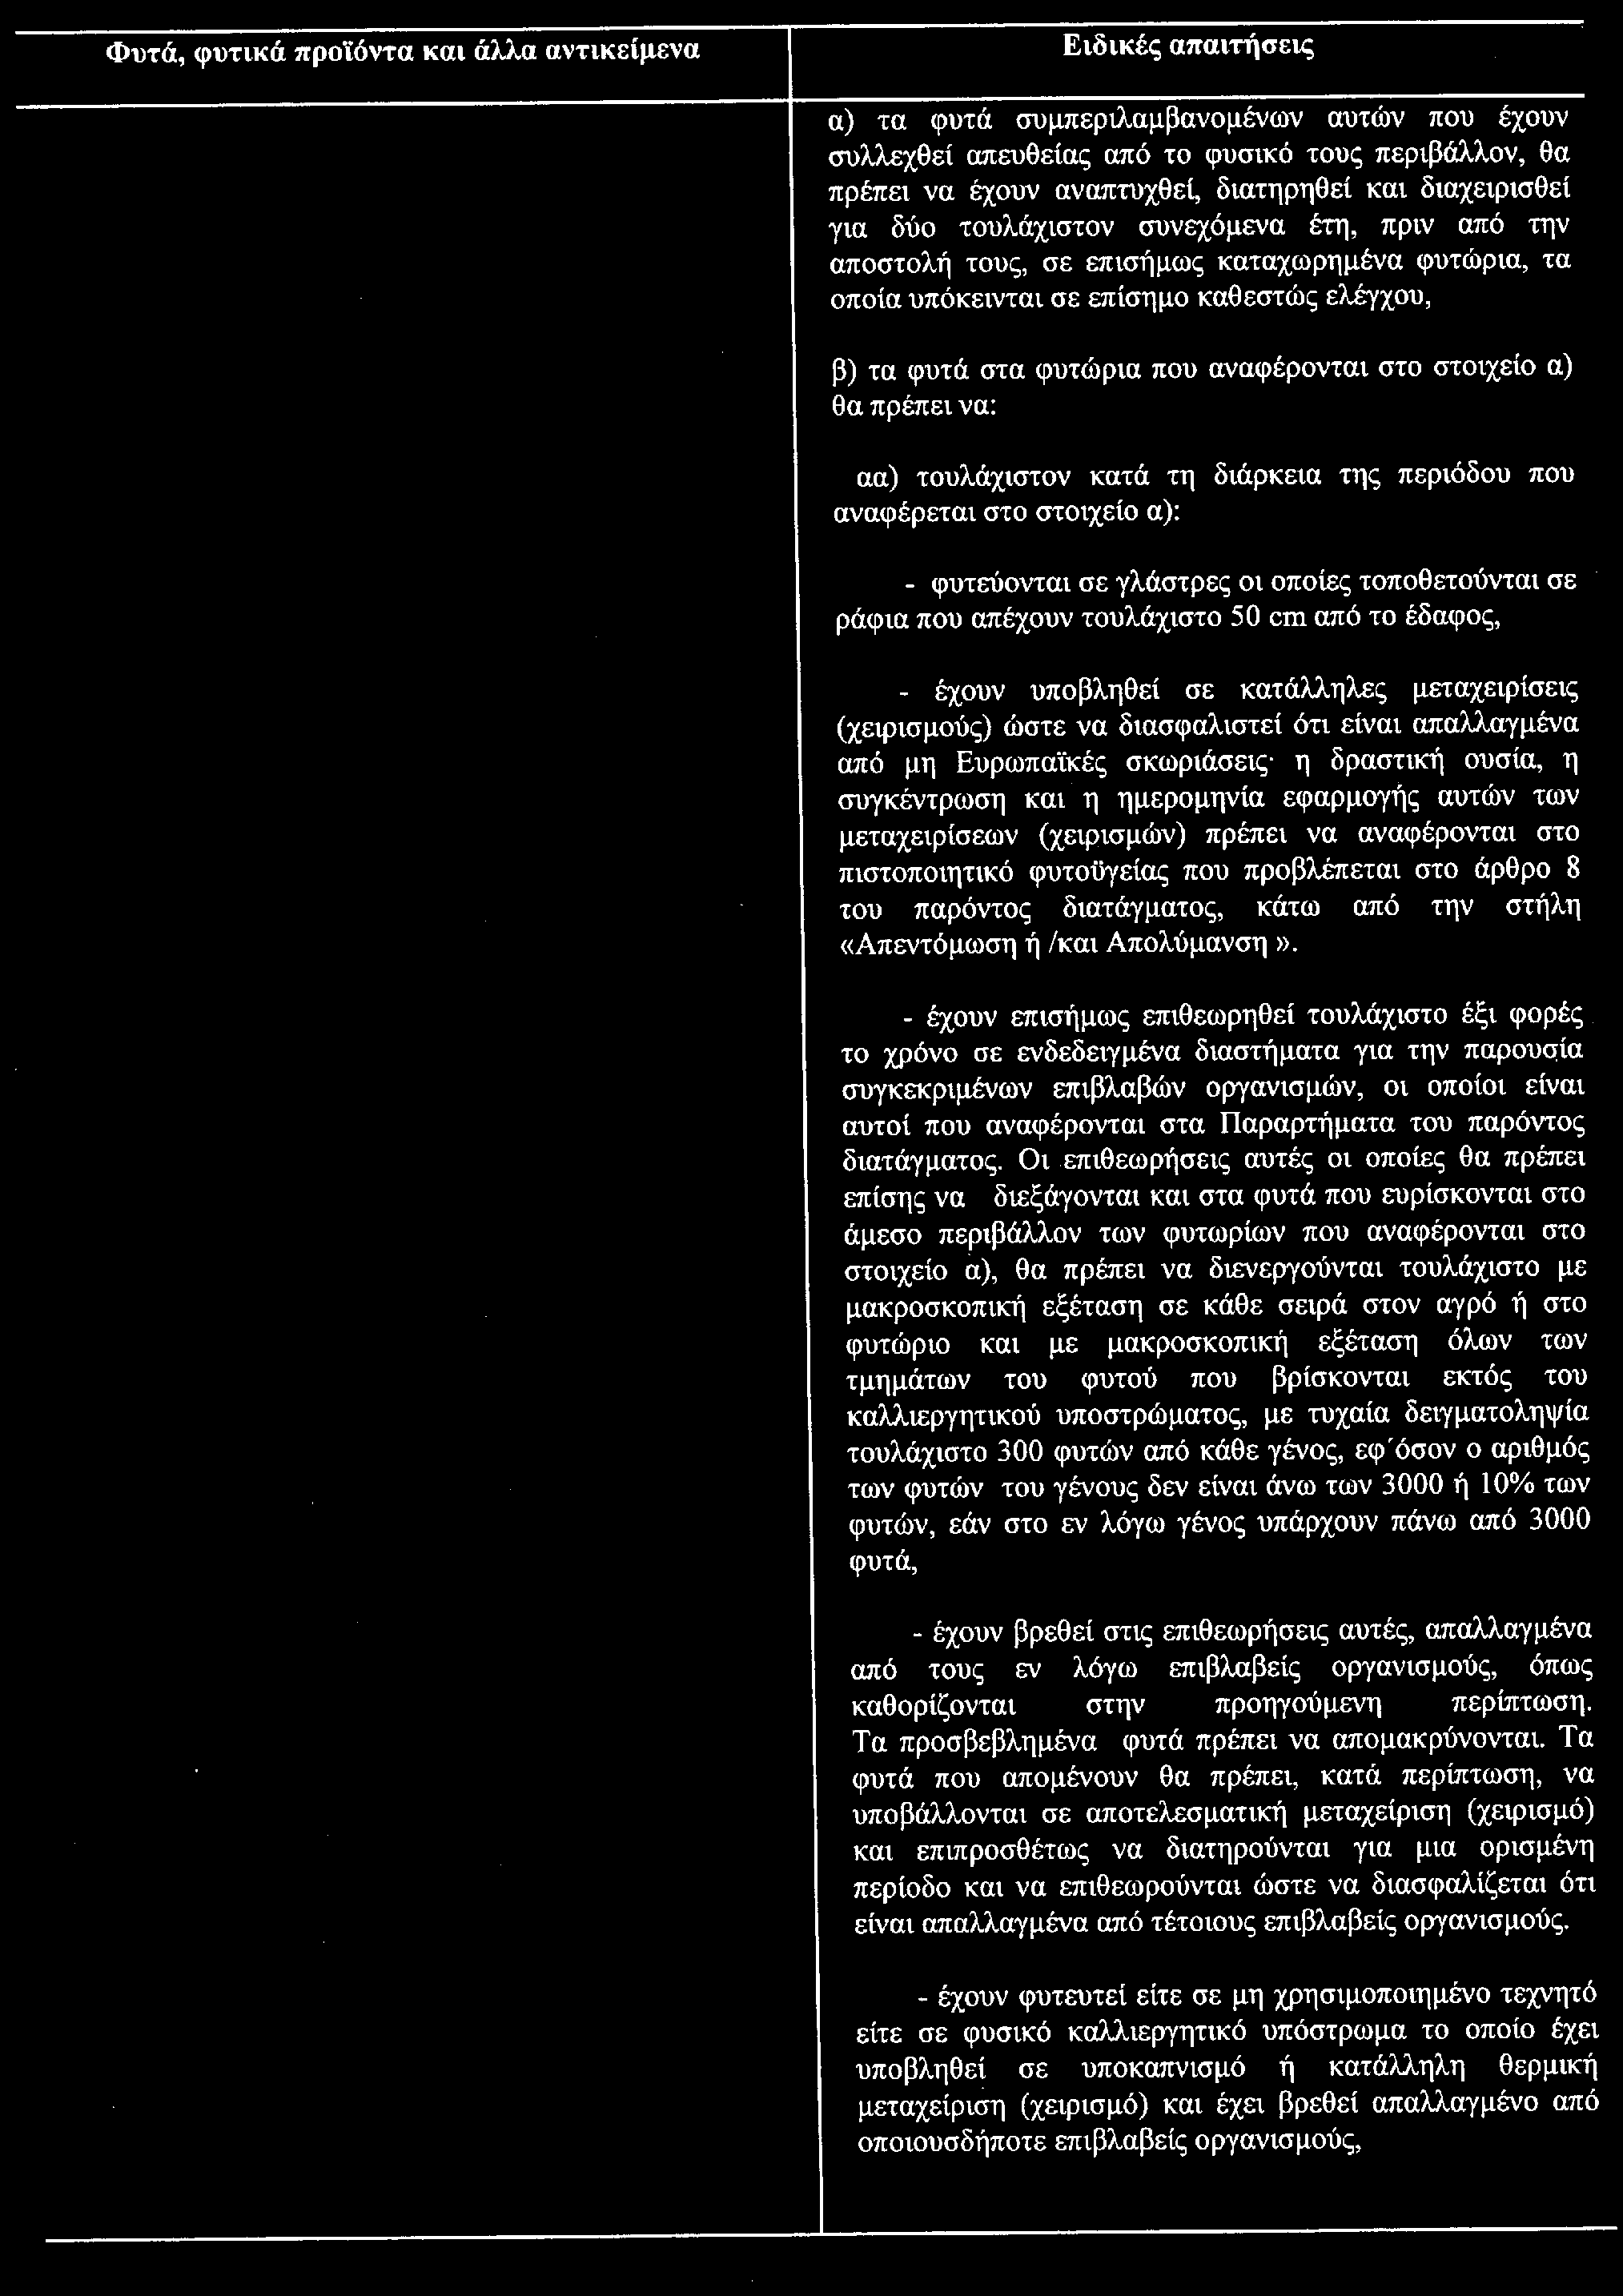 Φυτά, φυτικά προϊόντα και άλλα αντικείμενα
Ειδικές απαιτήσεις
α) τα φυτά συμπεριλαμβανομένων αυτών που έχουν
συλλεχθεί απευθείας από το φυσικό τους περιβάλλον, θα
πρέπει να έχουν αναπτυχθεί, διατηρηθεί και διαχειρισθεί
για δύο τουλάχιστον συνεχόμενα έτη, πριν από την
αποστολή τους, σε επισήμως καταχωρημένα φυτώρια, τα
οποία υπόκεινται σε επίσημο καθεστώς ελέγχου,
β) τα φυτά στα φυτώρια που αναφέρονται στο στοιχείο α)
θα πρέπει να:
αα) τουλάχιστον κατά τη διάρκεια της περιόδου που
αναφέρεται στο στοιχείο α):
- φυτεύονται σε γλάστρες οι οποίες τοποθετούνται σε
ράφια που απέχουν τουλάχιστο 50 cm από το έδαφος,
- έχουν υποβληθεί σε κατάλληλες μεταχειρίσεις
(χειρισμούς) ώστε να διασφαλιστεί ότι είναι απαλλαγμένα
από μη Ευρωπαϊκές σκωριάσεις· η δραστική ουσία, η
συγκέντρωση και η ημερομηνία εφαρμογής αυτών των
μεταχειρίσεων (χειρισμών) πρέπει να αναφέρονται στο
πιστοποιητικό φυτοϋγείας που προβλέπεται στο άρθρο 8
του παρόντος διατάγματος, κάτω από την στήλη
«Απεντόμωση ή /και Απολύμανση ».
- έχουν επισήμως επιθεωρηθεί τουλάχιστο έξι φορές
το χρόνο σε ενδεδειγμένα διαστήματα για την παρουσία
συγκεκριμένων επιβλαβών οργανισμών, οι οποίοι είναι
αυτοί που αναφέρονται στα Παραρτήματα του παρόντος
διατάγματος. Οι επιθεωρήσεις αυτές οι οποίες θα πρέπει
επίσης να διεξάγονται και στα φυτά που ευρίσκονται στο
άμεσο περιβάλλον των φυτωρίων που αναφέρονται στο
στοιχείο α), θα πρέπει να διενεργούνται τουλάχιστο με
μακροσκοπική εξέταση σε κάθε σειρά στον αγρό ή στο
φυτώριο και με μακροσκοπική εξέταση όλων των
τμημάτων του φυτού που βρίσκονται εκτός του
καλλιεργητικού υποστρώματος, με τυχαία δειγματοληψία
τουλάχιστο 300 φυτών από κάθε γένος, εφ΄όσον ο αριθμός
των φυτών του γένους δεν είναι άνω των 3000 ή 10% των
φυτών, εάν στο εν λόγω γένος υπάρχουν πάνω από 3000
φυτά,
- έχουν βρεθεί στις επιθεωρήσεις αυτές, απαλλαγμένα
από τους εν λόγω επιβλαβείς οργανισμούς, όπως
καθορίζονται στην προηγούμενη περίπτωση.
Τα προσβεβλημένα φυτά πρέπει να απομακρύνονται. Τα
φυτά που απομένουν θα πρέπει, κατά περίπτωση, να
υποβάλλονται σε αποτελεσματική μεταχείριση (χειρισμό)
και επιπροσθέτως να διατηρούνται για μια ορισμένη
περίοδο και να επιθεωρούνται ώστε να διασφαλίζεται ότι
είναι απαλλαγμένα από τέτοιους επιβλαβείς οργανισμούς.
- έχουν φυτευτεί είτε σε μη χρησιμοποιημένο τεχνητό
είτε σε φυσικό καλλιεργητικό υπόστρωμα το οποίο έχει
υποβληθεί σε υποκαπνισμό ή κατάλληλη θερμική
μεταχείριση (χειρισμό) και έχει βρεθεί απαλλαγμένο από
οποιουσδήποτε επιβλαβείς οργανισμούς,